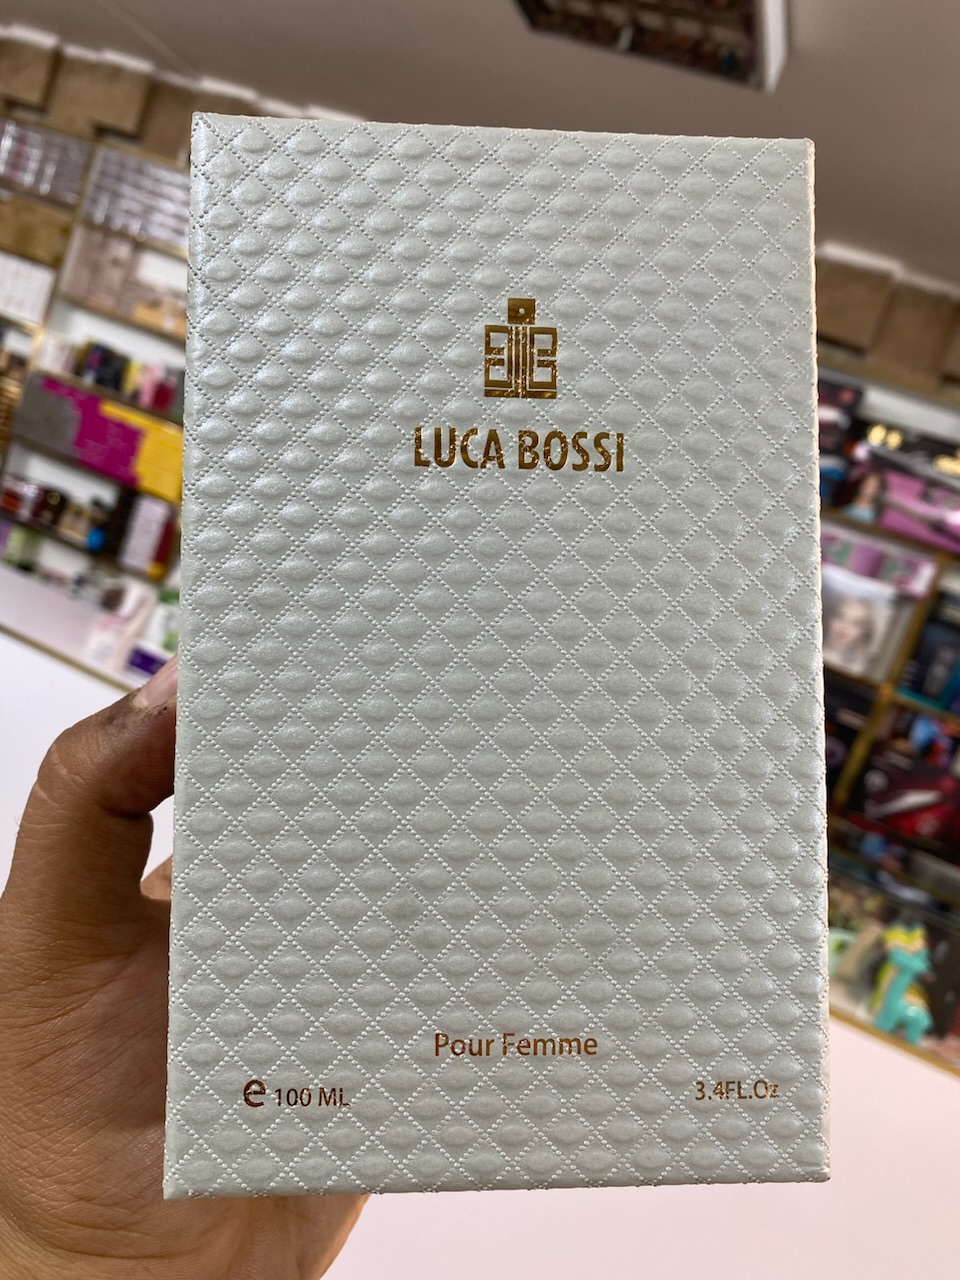 LUCA BOSSI
Pour Femme
e 100 ML
3.4FL.Oz